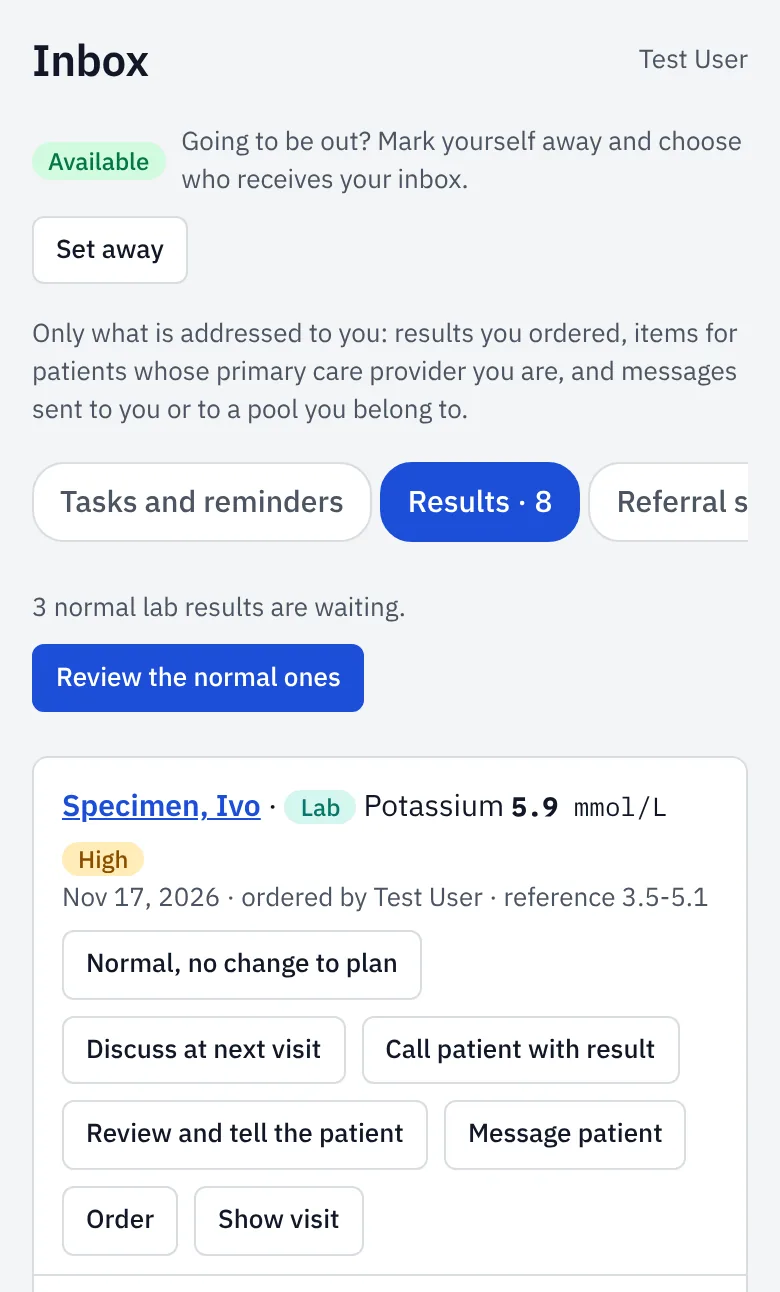 Inbox
Test User
Available
Going to be out? Mark yourself away and choose
who receives your inbox.
Set away
Only what is addressed to you: results you ordered, items for
patients whose primary care provider you are, and messages
sent to you or to a pool you belong to.
Tasks and reminders
Results · 8
Referral s
3 normal lab results are waiting.
Review the normal ones
Specimen, Ivo · Lab Potassium 5.9 mmol/L
High
Nov 17, 2026 · ordered by Test User · reference 3.5-5.1
Normal, no change to plan
Discuss at next visit
Call patient with result
Review and tell the patient
Message patient
Order
Show visit